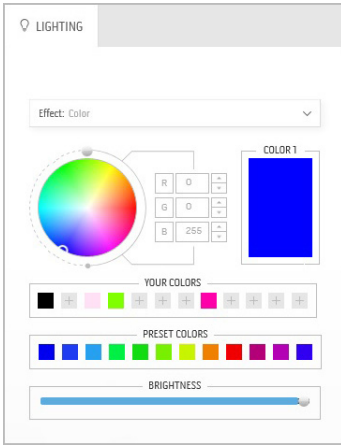 LIGHTING
Effect: Color
COLOR 1
R 0
G 0
B 255
YOUR COLORS
PRESET COLORS
BRIGHTNESS